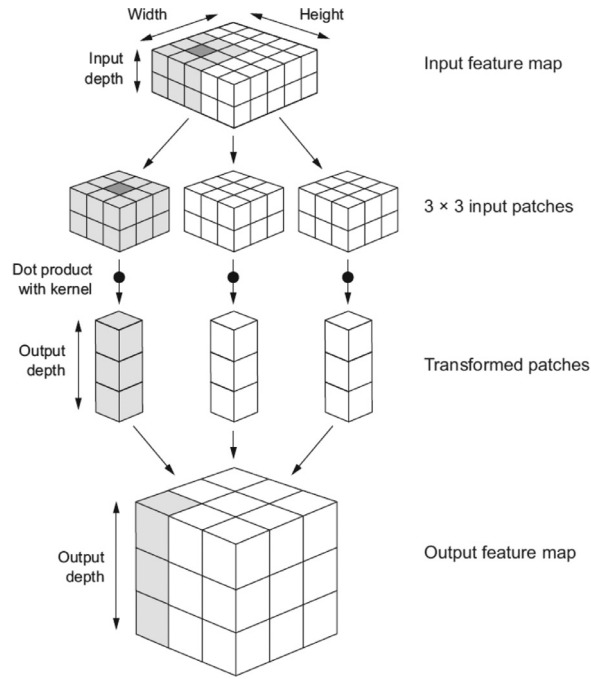 Width
Height
Input
depth
Input feature map
3 × 3 input patches
Dot product
with kernel
Output
depth
Transformed patches
Output
depth
Output feature map